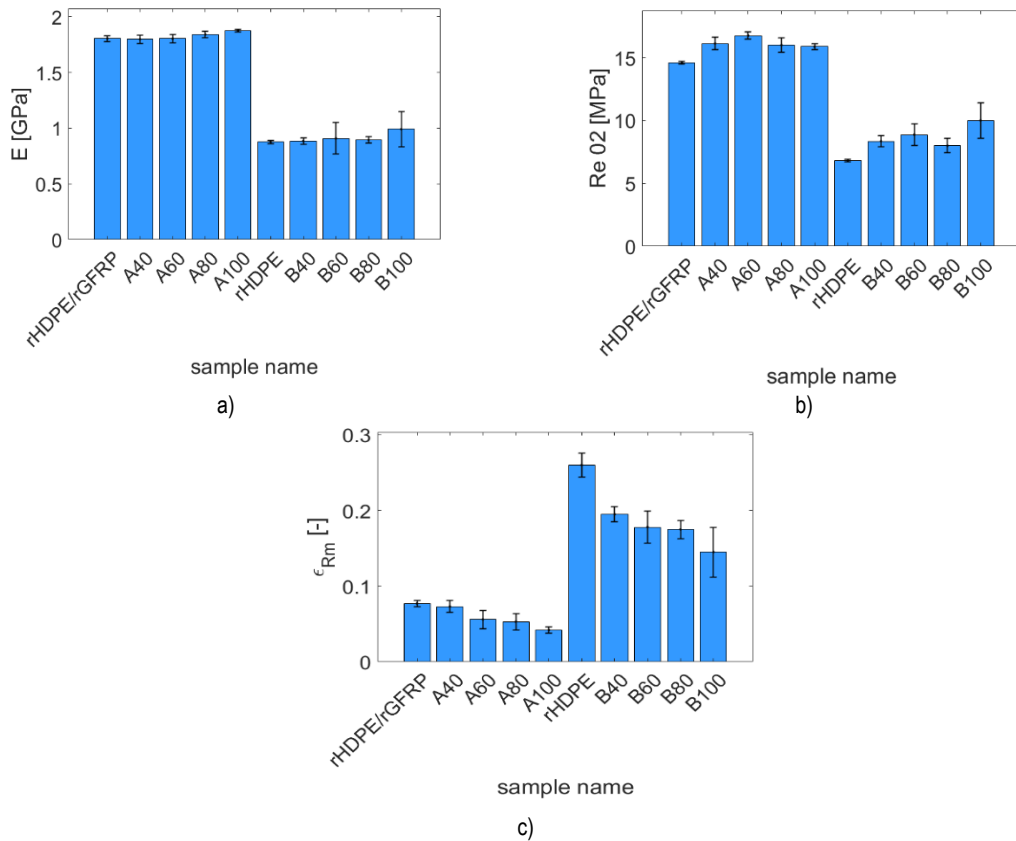 E [GPa]
2
1.5
1
0.5
0
rHDPE/rGFRP
A40
A60
A80
A100
rHDPE
B40
B60
B80
B100
sample name
a)
Re 02 [MPa]
15
10
5
0
rHDPE/rGFRP
A40
A60
A80
A100
rHDPE
B40
B60
B80
B100
sample name
b)
ϵRm [-]
0.3
0.2
0.1
0
rHDPE/rGFRP
A40
A60
A80
A100
rHDPE
B40
B60
B80
B100
sample name
c)